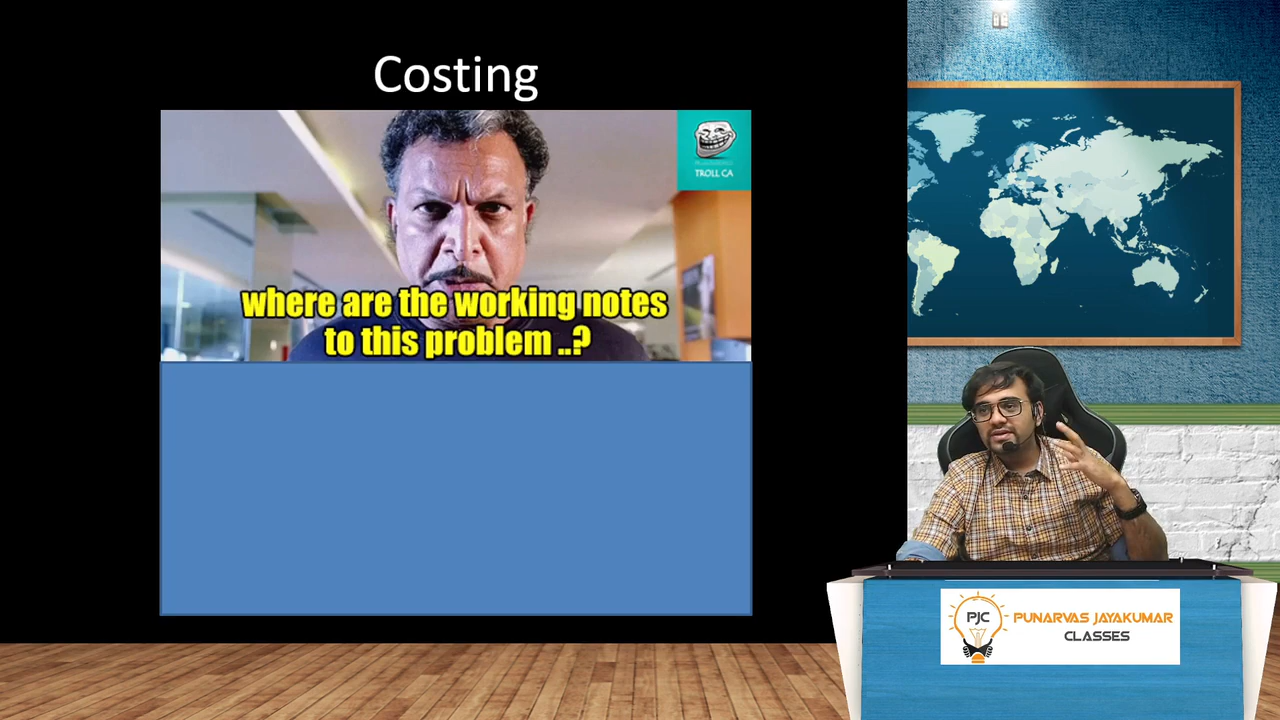 Costing
TROLL CA
where are the working notes
to this problem ..?
PJC
PUNARVAS JAYAKUMAR
CLASSES